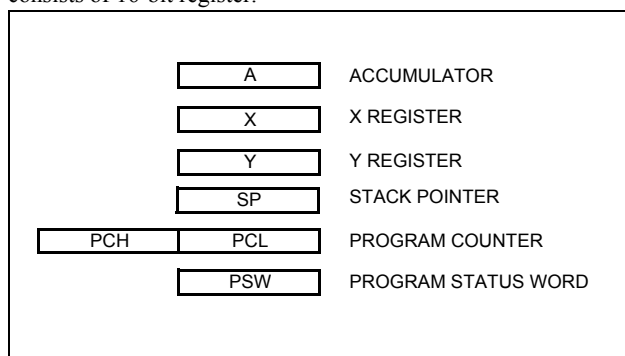 consists of 16-bit register.
A ACCUMULATOR
X X REGISTER
Y Y REGISTER
SP STACK POINTER
PCH PCL PROGRAM COUNTER
PSW PROGRAM STATUS WORD